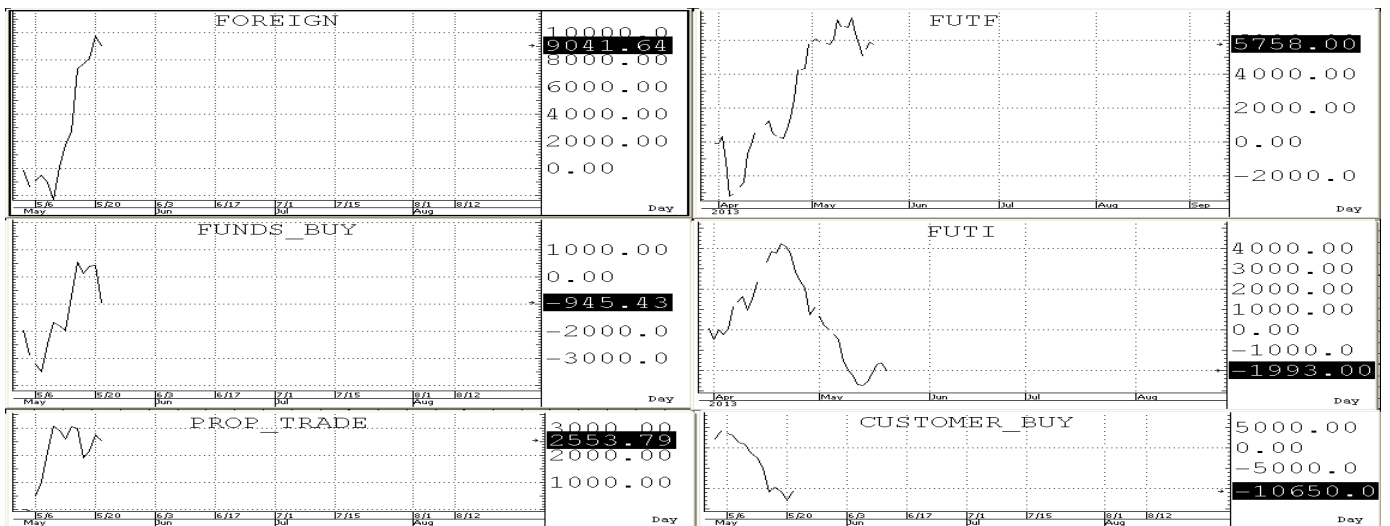 FOREIGN
10000.0
9041.64
8000.00
6000.00
4000.00
2000.00
0.00
5/6 5/20 6/3 6/17 7/1 7/15 8/1 8/12
May Jun Jul Aug
Day
FUTF
5758.00
4000.00
2000.00
0.00
-2000.0
Apr May Jun Jul Aug Sep
2013
Day
FUNDS_BUY
1000.00
0.00
-945.43
-2000.0
-3000.0
5/6 5/20 6/3 6/17 7/1 7/15 8/1 8/12
May Jun Jul Aug
Day
FUTI
4000.00
3000.00
2000.00
1000.00
0.00
-1000.0
-1993.00
Apr May Jun Jul Aug
2013
Day
PROP_TRADE
3000.00
2553.79
2000.00
1000.00
5/6 5/20 6/3 6/17 7/1 7/15 8/1 8/12
May Jun Jul Aug
Day
CUSTOMER_BUY
5000.00
0.00
-5000.0
-10650.0
5/6 5/20 6/3 6/17 7/1 7/15 8/1 8/12
May Jun Jul Aug
Day